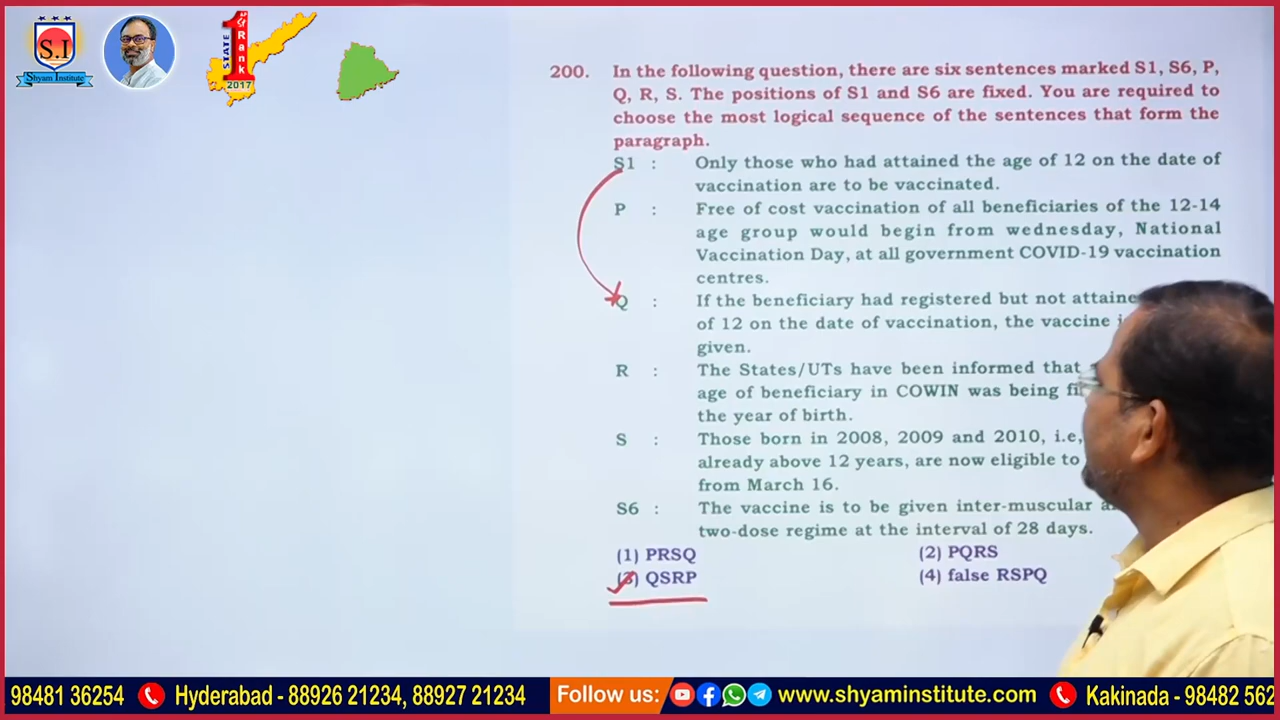 S.I
Shyam Institute
STATE
1
Rank
2017
200. In the following question, there are six sentences marked S1, S6, P,
Q, R, S. The positions of S1 and S6 are fixed. You are required to
choose the most logical sequence of the sentences that form the
paragraph.
S1 : Only those who had attained the age of 12 on the date of
vaccination are to be vaccinated.
P : Free of cost vaccination of all beneficiaries of the 12-14
age group would begin from wednesday, National
Vaccination Day, at all government COVID-19 vaccination
centres.
Q : If the beneficiary had registered but not
of 12 on the date of vaccination, the vaccine
given.
R : The States/UTs have been informed that
age of beneficiary in COWIN was being
the year of birth.
S : Those born in 2008, 2009 and 2010, i.e,
already above 12 years, are now eligible to
from March 16.
S6 : The vaccine is to be given inter-muscular
two-dose regime at the interval of 28 days.
(1) PRSQ (2) PQRS
(3) QSRP (4) false RSPQ
98481 36254 Hyderabad - 88926 21234, 88927 21234 Follow us: www.shyaminstitute.com Kakinada - 98482 562